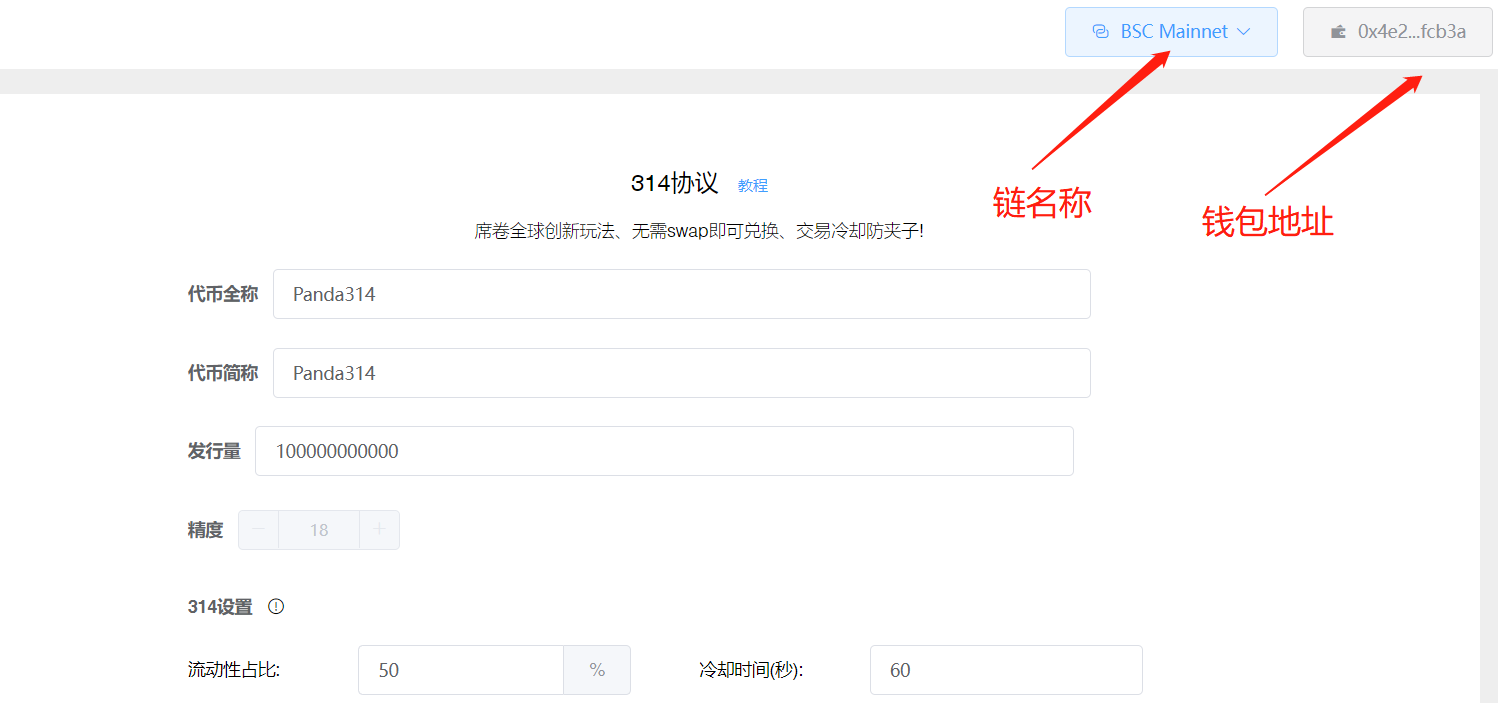 BSC Mainnet
0x4e2...fcb3a
链名称
钱包地址
314协议 教程
席卷全球创新玩法、无需swap即可兑换、交易冷却防夹子!
代币全称 Panda314
代币简称 Panda314
发行量 100000000000
精度 − 18 +
314设置
流动性占比: 50 % 冷却时间(秒): 60